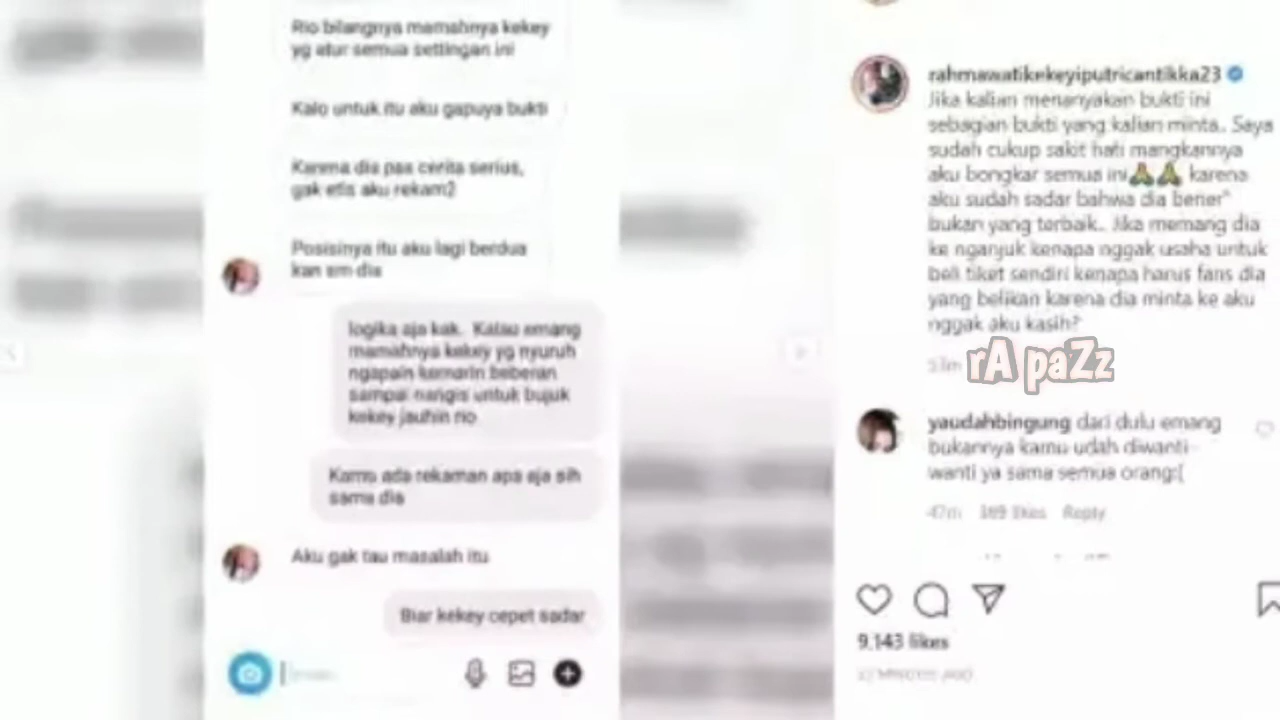 Rio bilangnya mamahnya kekey
yg atur semua settingan ini
Kalo untuk itu aku gapuya bukti
Karena dia pas cerita serius,
gak etis aku rekam2
Posisinya itu aku lagi berdua
kan sm dia
logika aja kak. Kalau emang
mamahnya kekey yg nyuruh
ngapain kemarin beberan
sampai nangis untuk bujuk
kekey jauhin rio
Kamu ada rekaman apa aja sih
sama dia
Aku gak tau masalah itu
Biar kekey cepet sadar
rahmawatikekeyiputricantikka23
Jika kalian menanyakan bukti ini
sebagian bukti yang kalian minta.. Saya
sudah cukup sakit hati mangkannya
aku bongkar semua ini🙏🙏 karena
aku sudah sadar bahwa dia bener"
bukan yang terbaik.. Jika memang dia
ke nganjuk kenapa nggak usaha untuk
beli tiket sendiri kenapa harus fans dia
yang belikan karena dia minta ke aku
nggak aku kasih?
rA paZz
yaudahbingung dari dulu emang
bukannya kamu udah diwanti-
wanti ya sama semua orang:(
47m 169 likes Reply
9.143 likes
MINUTES AGO